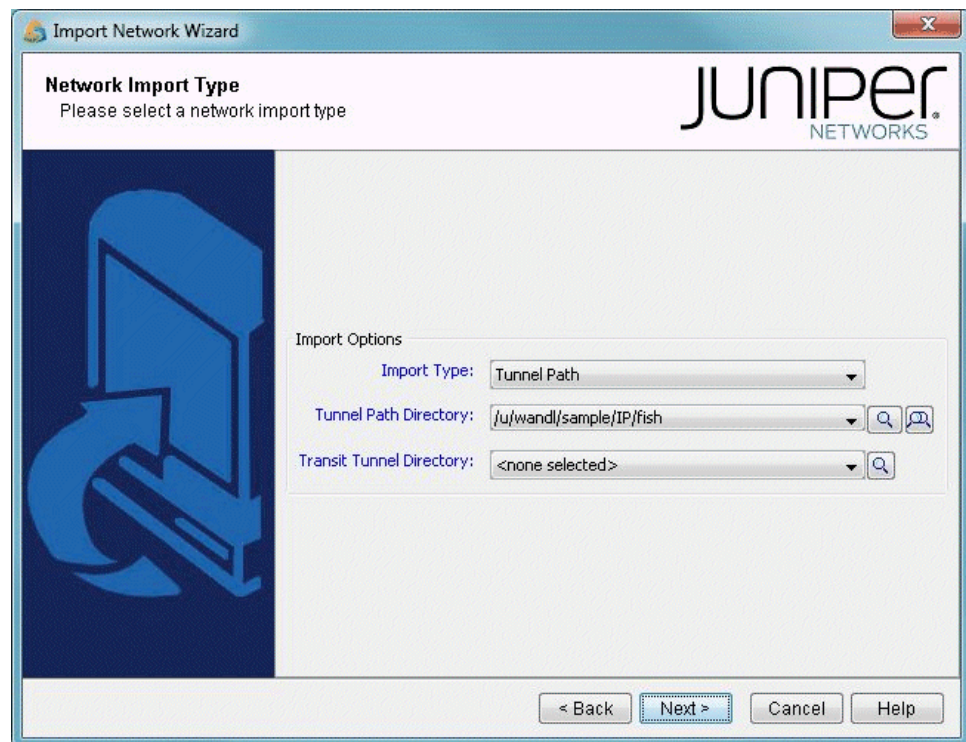 Import Network Wizard
Network Import Type
Please select a network import type
JUNIPER
NETWORKS
Import Options
Import Type: Tunnel Path
Tunnel Path Directory: /u/wandl/sample/IP/fish
Transit Tunnel Directory: <none selected>
< Back Next > Cancel Help